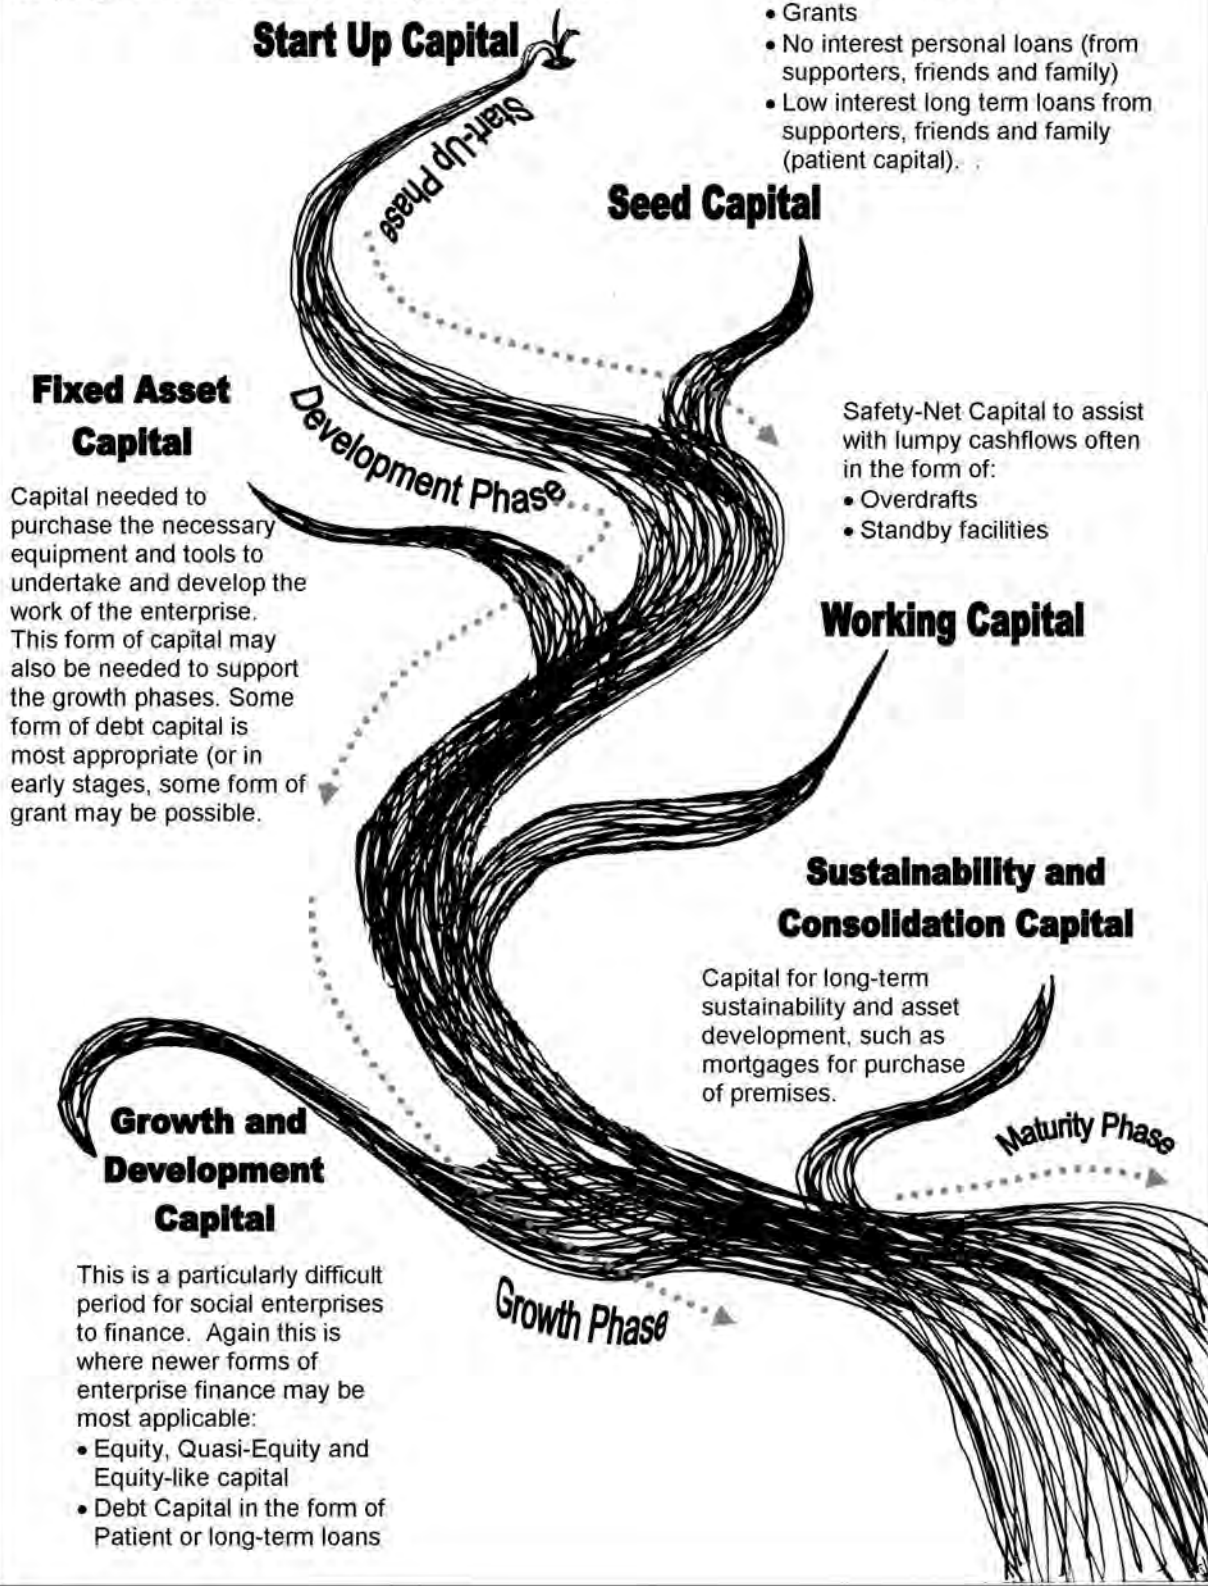 Start Up Capital
• Grants
• No interest personal loans (from
supporters, friends and family)
• Low interest long term loans from
supporters, friends and family
(patient capital).
Start-Up Phase
Seed Capital
Fixed Asset
Capital
Capital needed to
purchase the necessary
equipment and tools to
undertake and develop the
work of the enterprise.
This form of capital may
also be needed to support
the growth phases. Some
form of debt capital is
most appropriate (or in
early stages, some form of
grant may be possible.
Development Phase
Safety-Net Capital to assist
with lumpy cashflows often
in the form of:
• Overdrafts
• Standby facilities
Working Capital
Sustainability and
Consolidation Capital
Capital for long-term
sustainability and asset
development, such as
mortgages for purchase
of premises.
Maturity Phase
Growth and
Development
Capital
This is a particularly difficult
period for social enterprises
to finance. Again this is
where newer forms of
enterprise finance may be
most applicable:
• Equity, Quasi-Equity and
Equity-like capital
• Debt Capital in the form of
Patient or long-term loans
Growth Phase